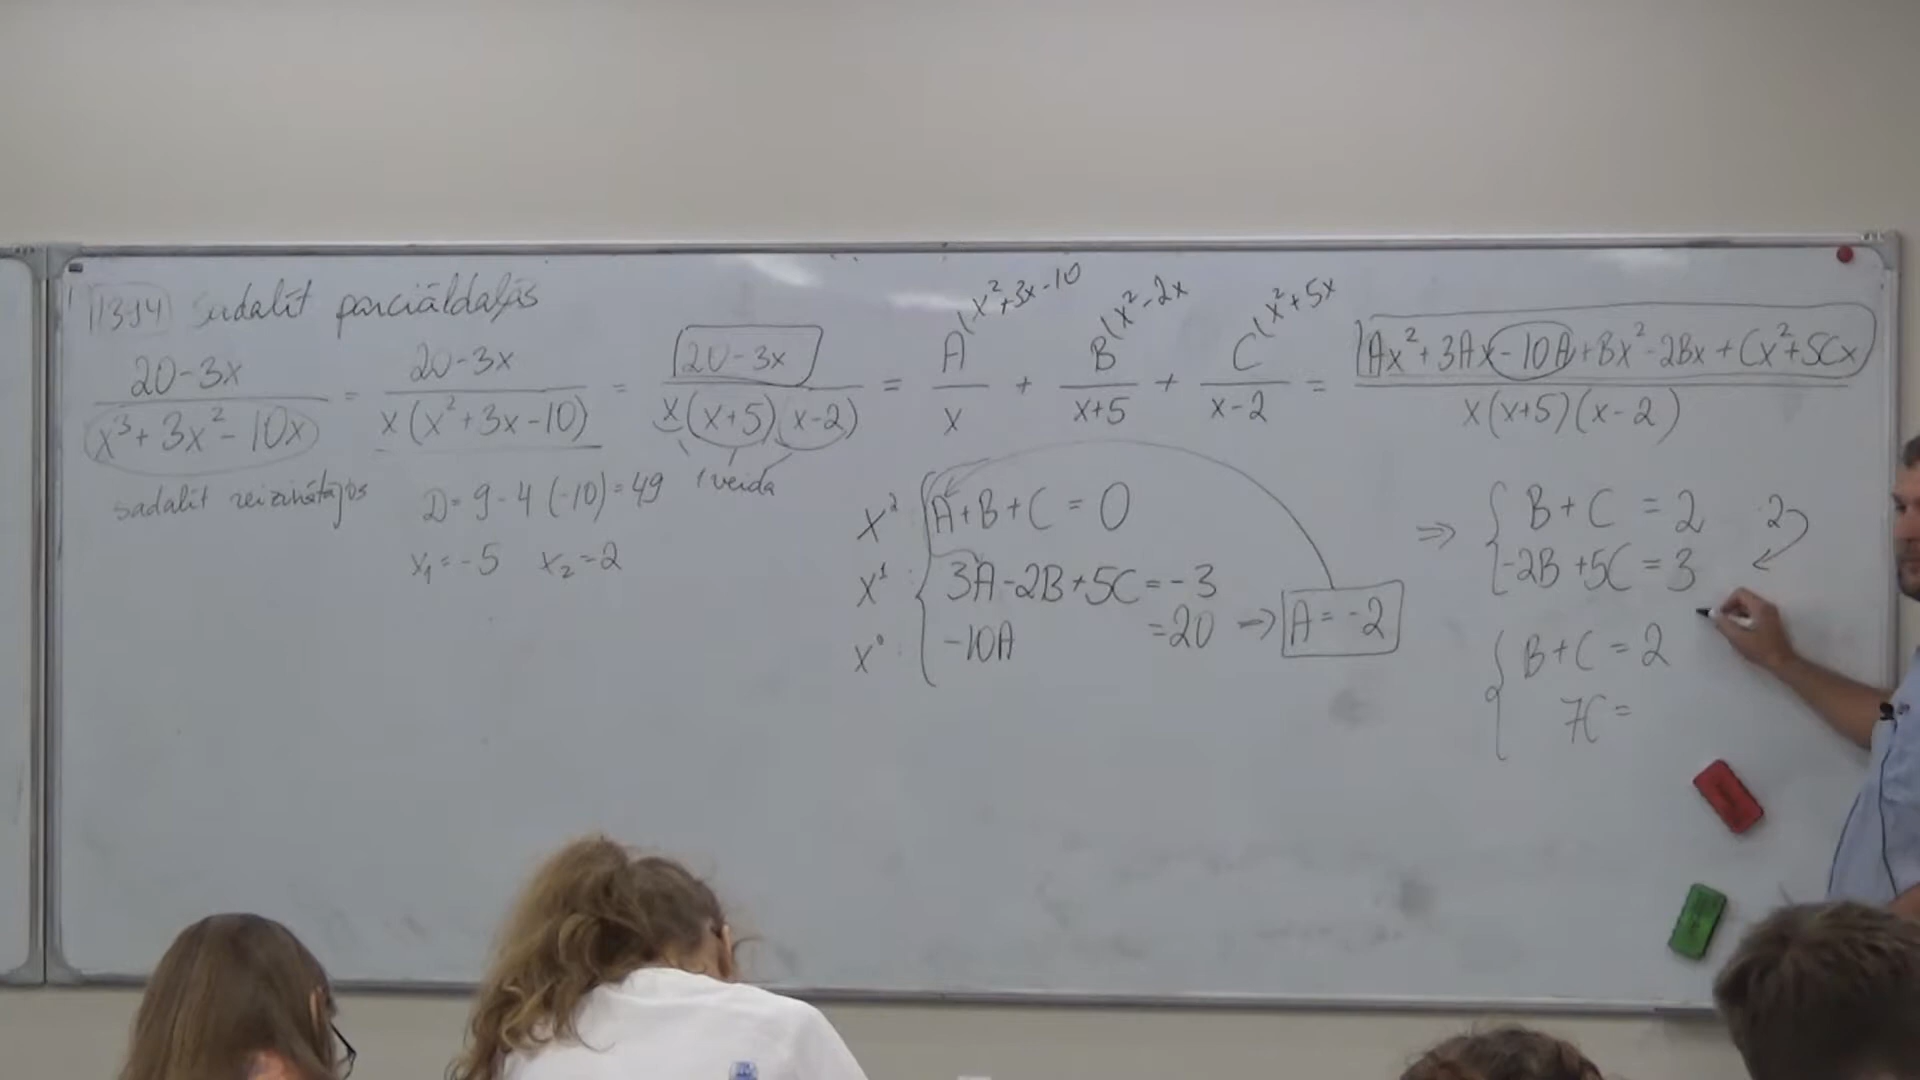 1314 Sadalīt parciāldaļās
(20-3x)/(x³+3x²-10x) = (20-3x)/(x(x²+3x-10)) = (20-3x)/(x(x+5)(x-2)) = A^(x²+3x-10/x + B^(x²-2x/(x+5) + C^(x²+5x/(x-2) = (Ax²+3Ax-10A+Bx²-2Bx+Cx²+5Cx)/(x(x+5)(x-2))
sadalīt reizinātājos
D=9-4(-10)=49
x₁=-5 x₂=2
1 veida
x² A+B+C=0
x¹: 3A-2B+5C=-3
x⁰: -10A =20 ⇒ A=-2
⇒ { B+C=2 ·2
-2B+5C=3
{ B+C=2
7C=